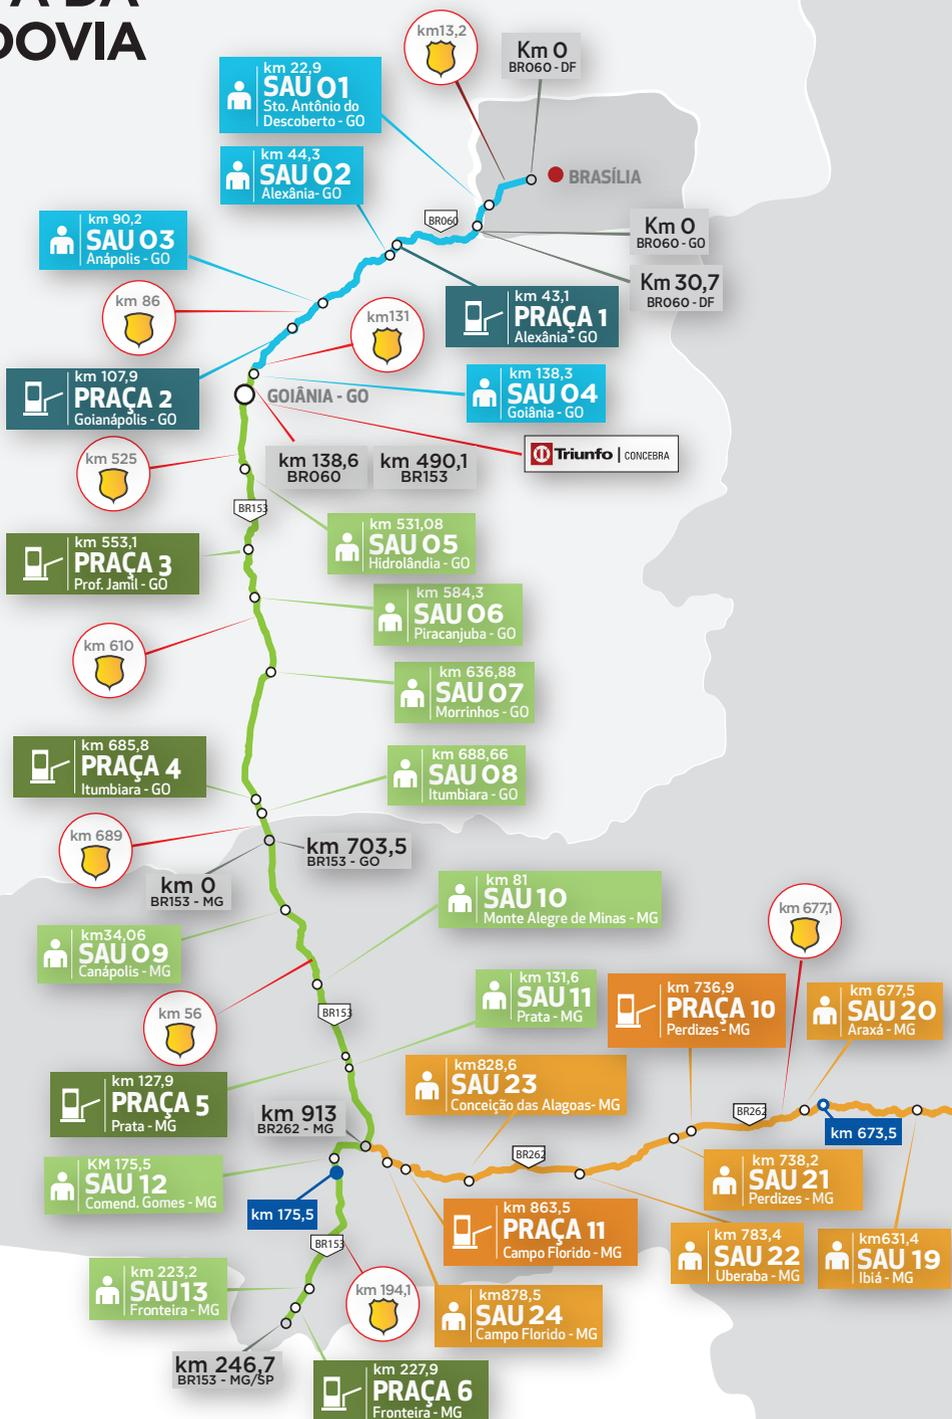 DOVIA
km13,2
Km 0
BR060 - DF
km 22,9
SAU 01
Sto. Antônio do
Descoberto - GO
km 44,3
SAU 02
Alexânia- GO
BRASÍLIA
BR060
Km 0
BR060 - GO
km 90,2
SAU 03
Anápolis - GO
Km 30,7
BR060 - DF
km 86
km 43,1
PRAÇA 1
Alexânia - GO
km131
km 107,9
PRAÇA 2
Goianápolis - GO
km 138,3
SAU 04
Goiânia - GO
GOIÂNIA - GO
Triunfo | CONCEBRA
km 138,6
BR060
km 490,1
BR153
km 525
BR153
km 531,08
SAU 05
Hidrolândia - GO
km 553,1
PRAÇA 3
Prof. Jamil - GO
km 584,3
SAU 06
Piracanjuba - GO
km 610
km 636,88
SAU 07
Morrinhos - GO
km 685,8
PRAÇA 4
Itumbiara - GO
km 688,66
SAU 08
Itumbiara - GO
km 689
km 703,5
BR153 - GO
km 0
BR153 - MG
km 81
SAU 10
Monte Alegre de Minas - MG
km 677,1
km34,06
SAU 09
Canápolis - MG
km 131,6
SAU 11
Prata - MG
km 736,9
PRAÇA 10
Perdizes - MG
km 677,5
SAU 20
Araxá - MG
km 56
BR153
km828,6
SAU 23
Conceição das Alagoas- MG
km 127,9
PRAÇA 5
Prata - MG
km 913
BR262 - MG
BR262
km 673,5
BR262
KM 175,5
SAU 12
Comend. Gomes - MG
km 738,2
SAU 21
Perdizes - MG
km 175,5
km 863,5
PRAÇA 11
Campo Florido - MG
BR153
km 783,4
SAU 22
Uberaba - MG
km631,4
SAU 19
Ibiá - MG
km 223,2
SAU13
Fronteira - MG
km 194,1
km878,5
SAU 24
Campo Florido - MG
km 246,7
BR153 - MG/SP
km 227,9
PRAÇA 6
Fronteira - MG